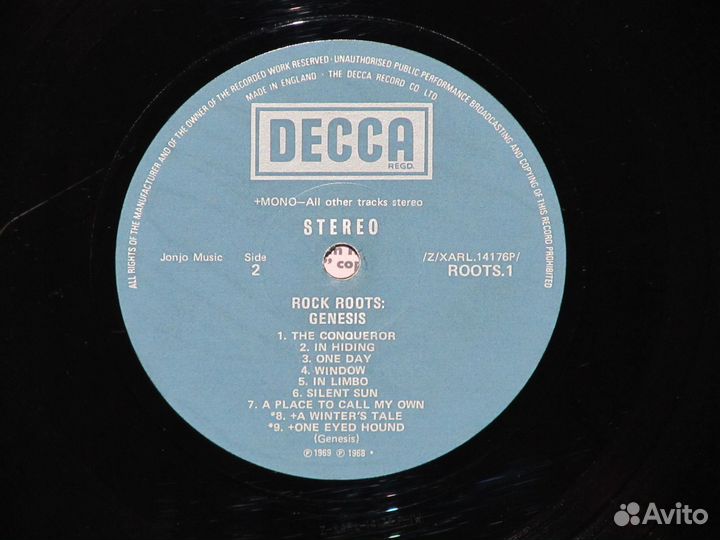 ALL RIGHTS OF THE MANUFACTURER AND OF THE OWNER OF THE RECORDED WORK RESERVED · UNAUTHORISED PUBLIC PERFORMANCE BROADCASTING AND COPYING OF THIS RECORD PROHIBITED
MADE IN ENGLAND · THE DECCA RECORD CO LTD
DECCA
REGD.
+MONO—All other tracks stereo
STEREO
Jonjo Music Side /Z/XARL.14176P/
2 ROOTS.1
" cop
ROCK ROOTS:
GENESIS
1. THE CONQUEROR
2. IN HIDING
3. ONE DAY
4. WINDOW
5. IN LIMBO
6. SILENT SUN
7. A PLACE TO CALL MY OWN
*8. +A WINTER'S TALE
*9. +ONE EYED HOUND
(Genesis)
℗ 1969 ℗ 1968 •
Avito